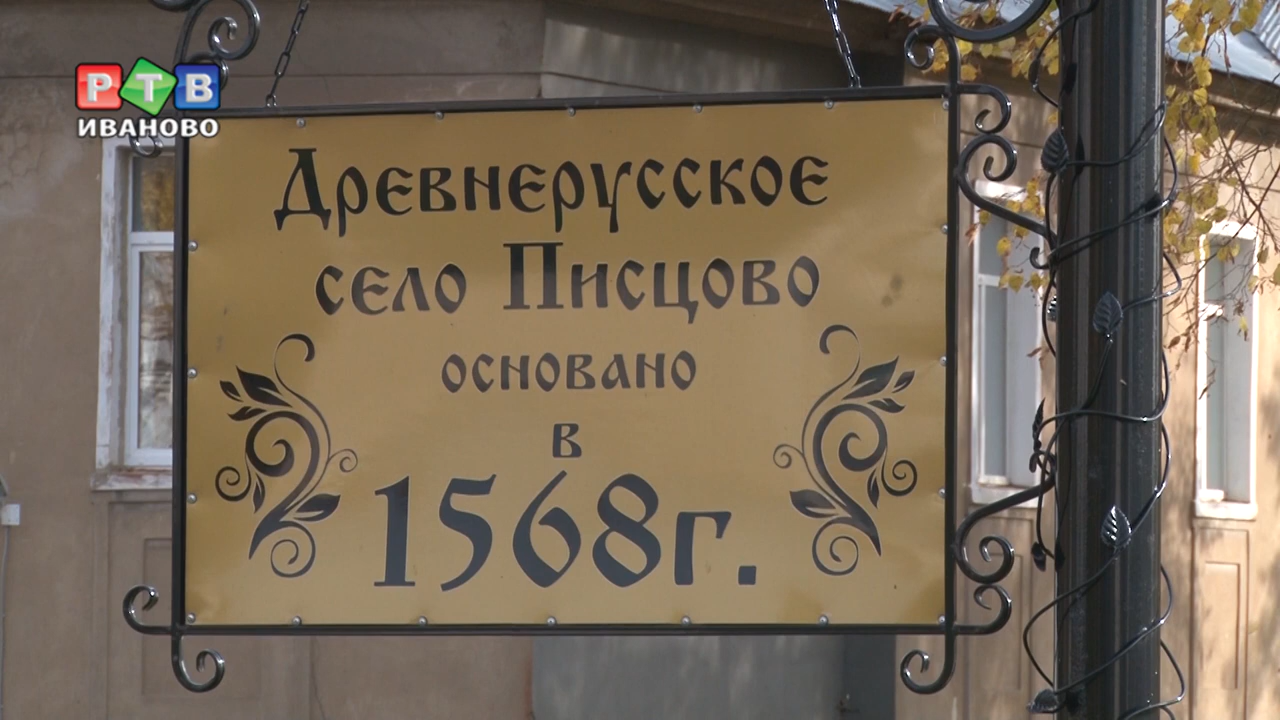 РТВ
ИВАНОВО
Древнерусское
село Писцово
основано
в
1568г.